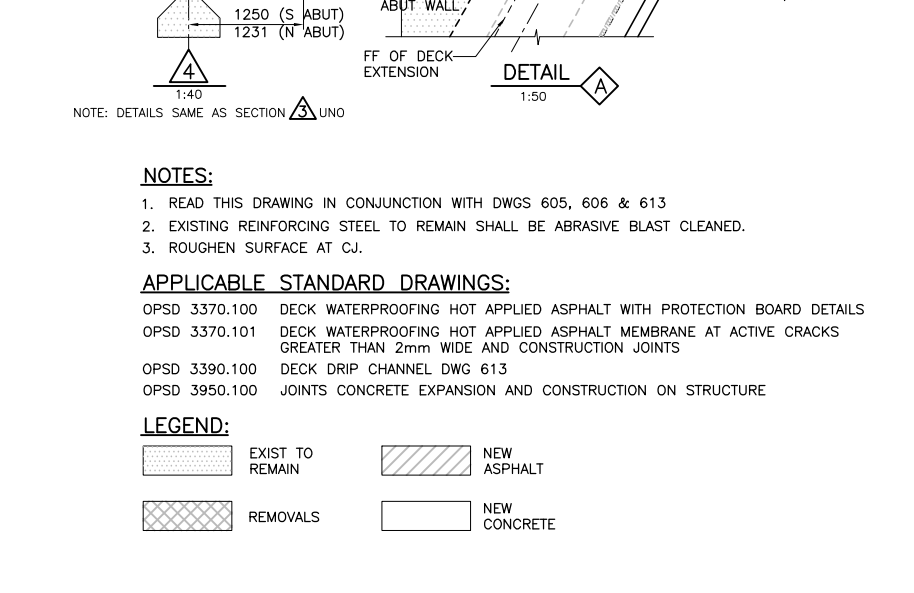 1250 (S ABUT)
1231 (N ABUT)
4
1:40
NOTE: DETAILS SAME AS SECTION 3 UNO
ABUT WALL
FF OF DECK
EXTENSION
DETAIL A
1:50
NOTES:
1. READ THIS DRAWING IN CONJUNCTION WITH DWGS 605, 606 & 613
2. EXISTING REINFORCING STEEL TO REMAIN SHALL BE ABRASIVE BLAST CLEANED.
3. ROUGHEN SURFACE AT CJ.
APPLICABLE STANDARD DRAWINGS:
OPSD 3370.100 DECK WATERPROOFING HOT APPLIED ASPHALT WITH PROTECTION BOARD DETAILS
OPSD 3370.101 DECK WATERPROOFING HOT APPLIED ASPHALT MEMBRANE AT ACTIVE CRACKS
GREATER THAN 2mm WIDE AND CONSTRUCTION JOINTS
OPSD 3390.100 DECK DRIP CHANNEL DWG 613
OPSD 3950.100 JOINTS CONCRETE EXPANSION AND CONSTRUCTION ON STRUCTURE
LEGEND:
EXIST TO
REMAIN
NEW
ASPHALT
REMOVALS
NEW
CONCRETE